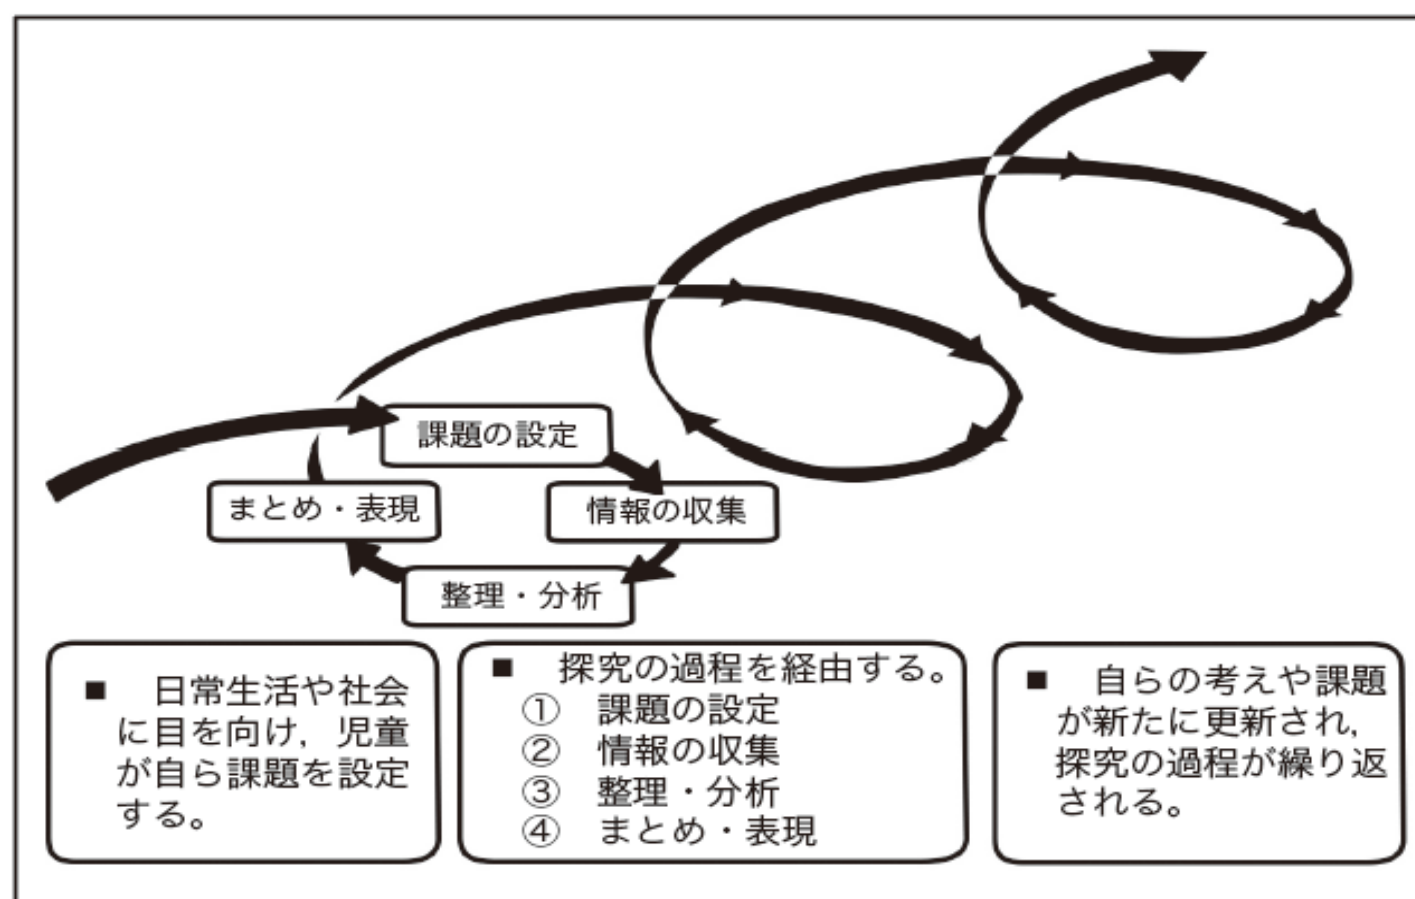 課題の設定
まとめ・表現
情報の収集
整理・分析
■　日常生活や社会
に目を向け，児童
が自ら課題を設定
する。
■　探究の過程を経由する。
①　課題の設定
②　情報の収集
③　整理・分析
④　まとめ・表現
■　自らの考えや課題
が新たに更新され，
探究の過程が繰り返
される。